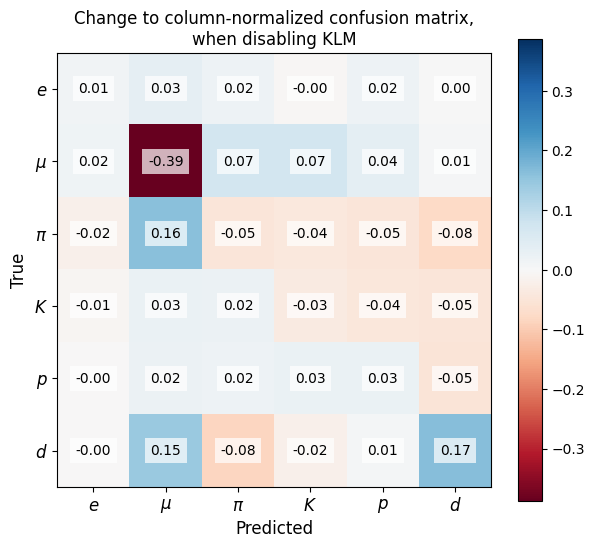 Change to column-normalized confusion matrix,
when disabling KLM
e 0.01 0.03 0.02 -0.00 0.02 0.00
μ 0.02 -0.39 0.07 0.07 0.04 0.01
π -0.02 0.16 -0.05 -0.04 -0.05 -0.08
K -0.01 0.03 0.02 -0.03 -0.04 -0.05
p -0.00 0.02 0.02 0.03 0.03 -0.05
d -0.00 0.15 -0.08 -0.02 0.01 0.17
e μ π K p d
True
Predicted
0.3
0.2
0.1
0.0
−0.1
−0.2
−0.3